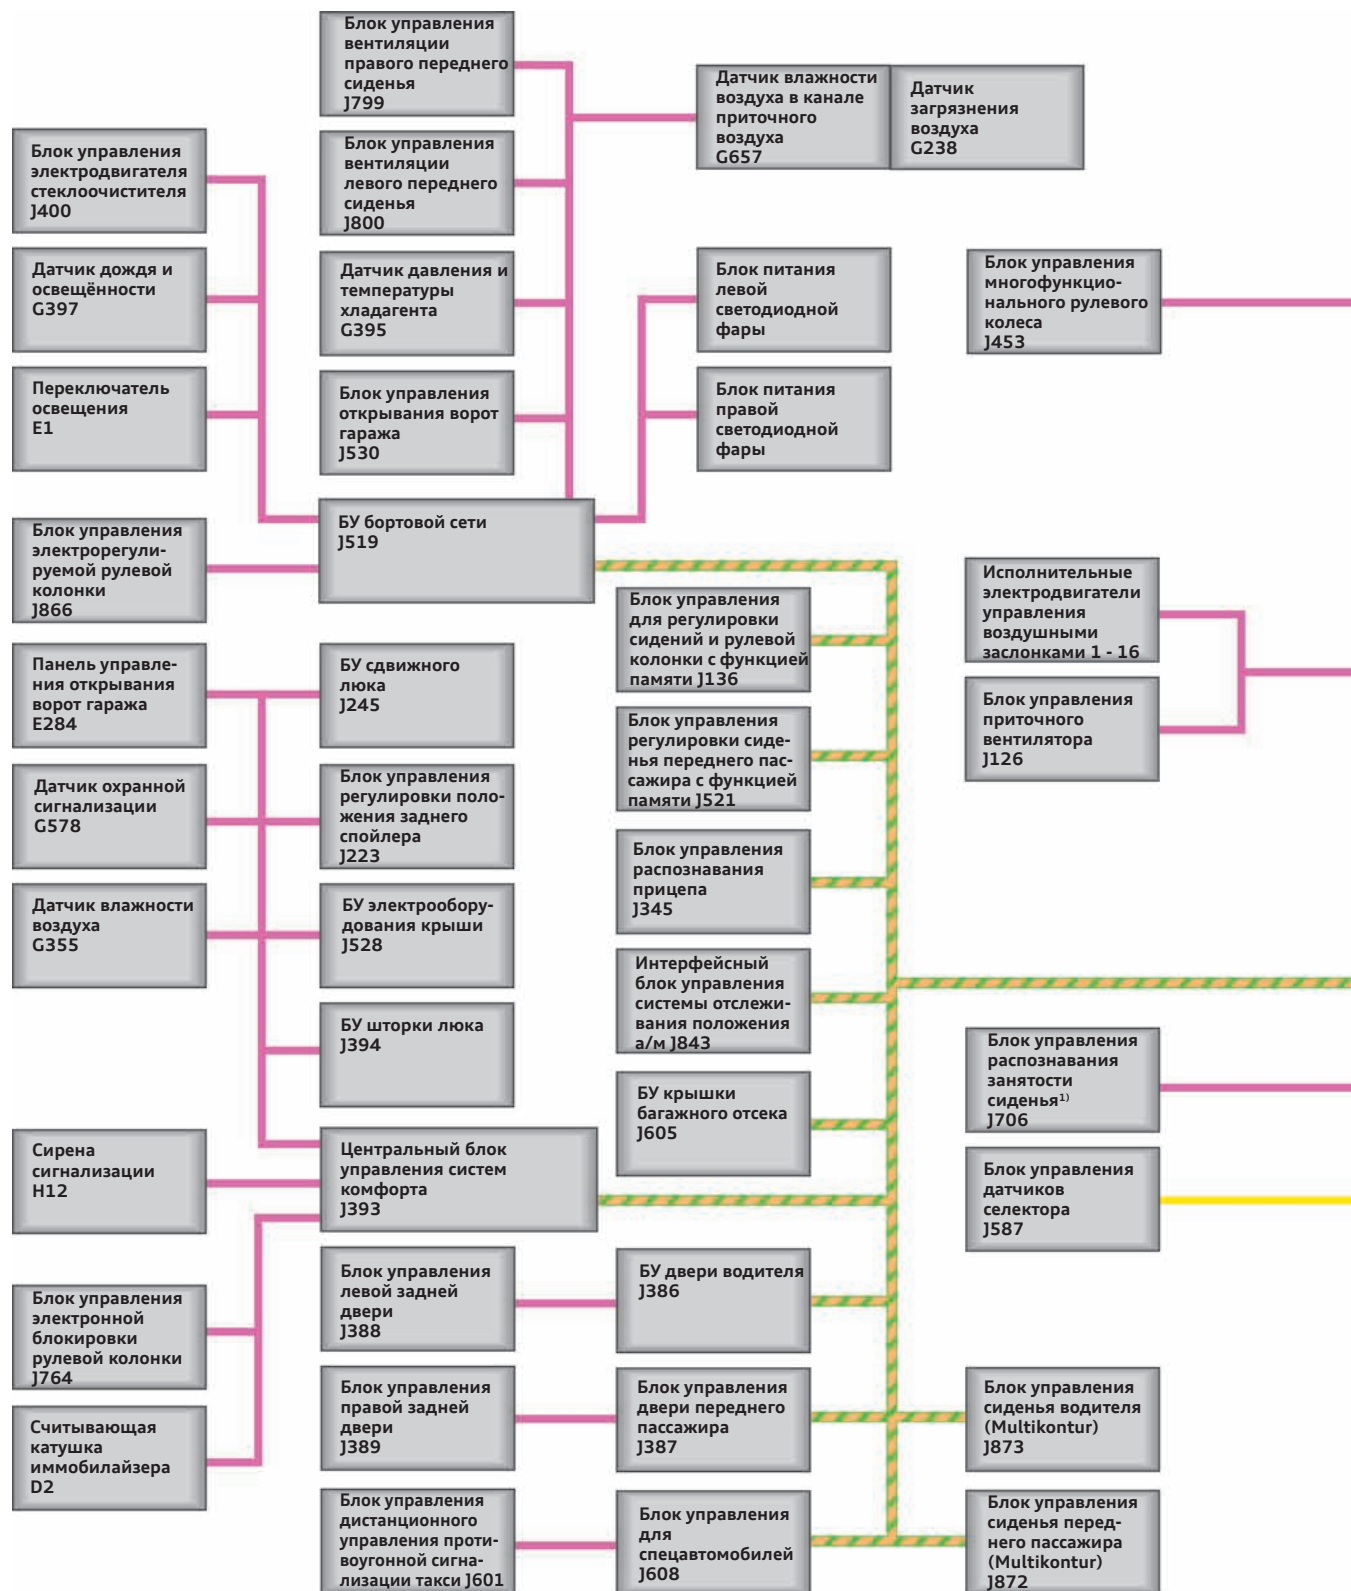 Блок управления
вентиляции
правого переднего
сиденья
J799
Датчик влажности
воздуха в канале
приточного
воздуха
G657
Датчик
загрязнения
воздуха
G238
Блок управления
электродвигателя
стеклоочистителя
J400
Блок управления
вентиляции
левого переднего
сиденья
J800
Датчик дождя и
освещённости
G397
Датчик давления и
температуры
хладагента
G395
Блок питания
левой
светодиодной
фары
Блок управления
многофункцио-
нального рулевого
колеса
J453
Переключатель
освещения
E1
Блок управления
открывания ворот
гаража
J530
Блок питания
правой
светодиодной
фары
Блок управления
электрорегули-
руемой рулевой
колонки
J866
БУ бортовой сети
J519
Блок управления
для регулировки
сидений и рулевой
колонки с функцией
памяти J136
Исполнительные
электродвигатели
управления
воздушными
заслонками 1 - 16
Панель управле-
ния открывания
ворот гаража
E284
БУ сдвижного
люка
J245
Блок управления
регулировки сиде-
нья переднего пас-
сажира с функцией
памяти J521
Блок управления
приточного
вентилятора
J126
Датчик охранной
сигнализации
G578
Блок управления
регулировки поло-
жения заднего
спойлера
J223
Блок управления
распознавания
прицепа
J345
Датчик влажности
воздуха
G355
БУ электрообору-
дования крыши
J528
Интерфейсный
блок управления
системы отслежи-
вания положения
а/м J843
БУ шторки люка
J394
Блок управления
распознавания
занятости
сиденья¹⁾
J706
БУ крышки
багажного отсека
J605
Сирена
сигнализации
H12
Центральный блок
управления систем
комфорта
J393
Блок управления
датчиков
селектора
J587
Блок управления
электронной
блокировки
рулевой колонки
J764
Блок управления
левой задней
двери
J388
БУ двери водителя
J386
Считывающая
катушка
иммобилайзера
D2
Блок управления
правой задней
двери
J389
Блок управления
двери переднего
пассажира
J387
Блок управления
сиденья водителя
(Multikontur)
J873
Блок управления
дистанционного
управления проти-
воугонной сигна-
лизации такси J601
Блок управления
для
спецавтомобилей
J608
Блок управления
сиденья перед-
него пассажира
(Multikontur)
J872